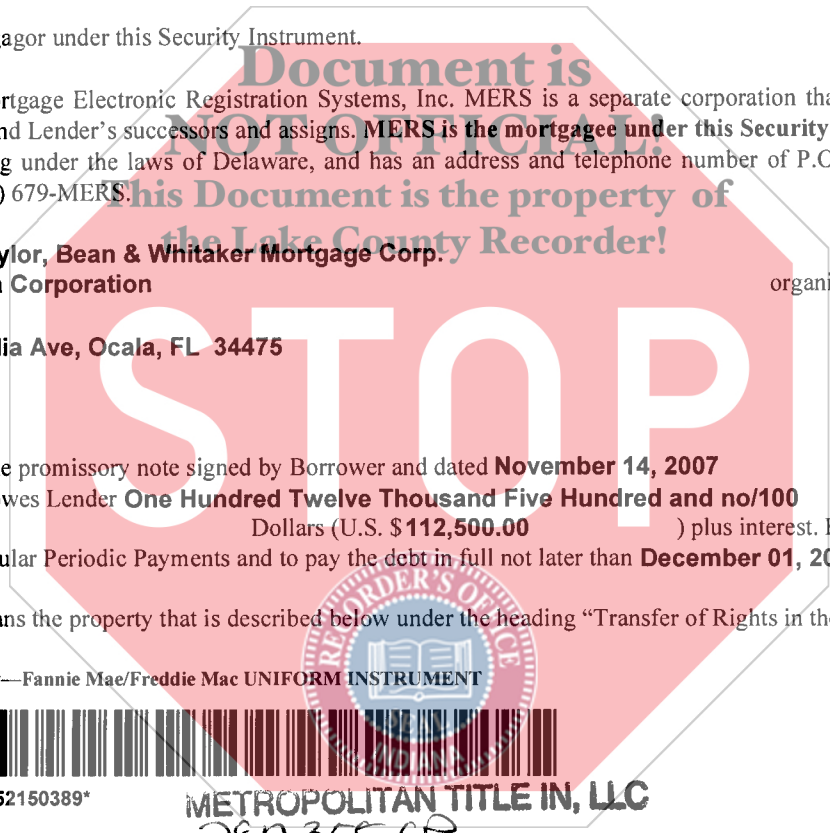 agor under this Security Instrument.
Document is
rtgage Electronic Registration Systems, Inc. MERS is a separate corporation tha
nd Lender's successors and assigns. MERS is the mortgagee under this Security
NOT OFFICIAL!
g under the laws of Delaware, and has an address and telephone number of P.O
) 679-MERS.
This Document is the property of
the Lake County Recorder!
ylor, Bean & Whitaker Mortgage Corp.
Corporation
organi
STOP
ia Ave, Ocala, FL 34475
e promissory note signed by Borrower and dated November 14, 2007
wes Lender One Hundred Twelve Thousand Five Hundred and no/100
Dollars (U.S. $112,500.00 ) plus interest.
ular Periodic Payments and to pay the debt in full not later than December 01, 20
ns the property that is described below under the heading “Transfer of Rights in the
RECORDER'S OFFICE
SEAL
INDIANA
—Fannie Mae/Freddie Mac UNIFORM INSTRUMENT
52150389*
METROPOLITAN TITLE IN, LLC